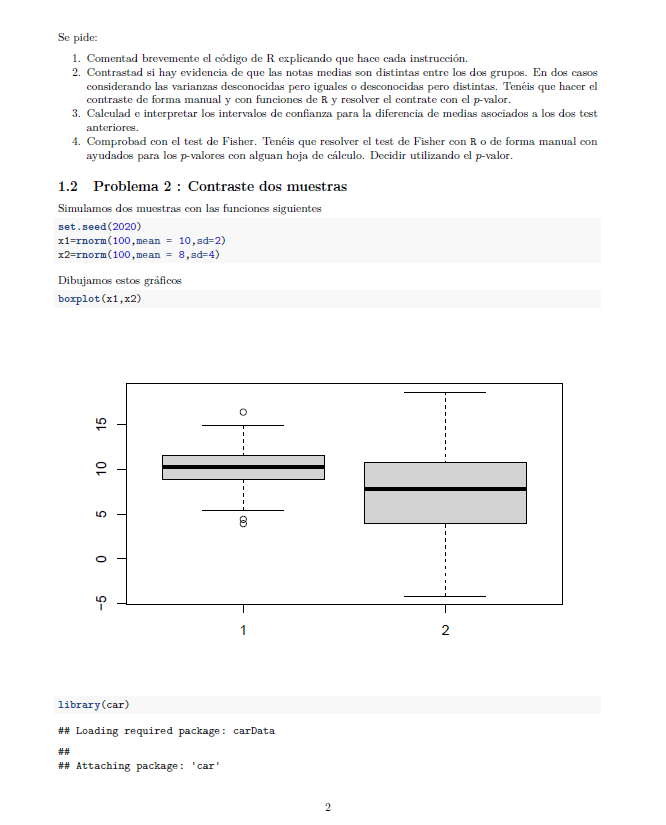 Se pide:
1. Comentad brevemente el código de R explicando que hace cada instrucción.
2. Contrastad si hay evidencia de que las notas medias son distintas entre los dos grupos. En dos casos
considerando las varianzas desconocidas pero iguales o desconocidas pero distintas. Tenéis que hacer el
contraste de forma manual y con funciones de R y resolver el contrate con el p-valor.
3. Calculad e interpretar los intervalos de confianza para la diferencia de medias asociados a los dos test
anteriores.
4. Comprobad con el test de Fisher. Tenéis que resolver el test de Fisher con R o de forma manual con
ayudados para los p-valores con alguan hoja de cálculo. Decidir utilizando el p-valor.
1.2 Problema 2 : Contraste dos muestras
Simulamos dos muestras con las funciones siguientes
set.seed(2020)
x1=rnorm(100,mean = 10,sd=2)
x2=rnorm(100,mean = 8,sd=4)
Dibujamos estos gráficos
boxplot(x1,x2)
15
10
5
0
−5
1 2
library(car)
## Loading required package: carData
##
## Attaching package: 'car'
2